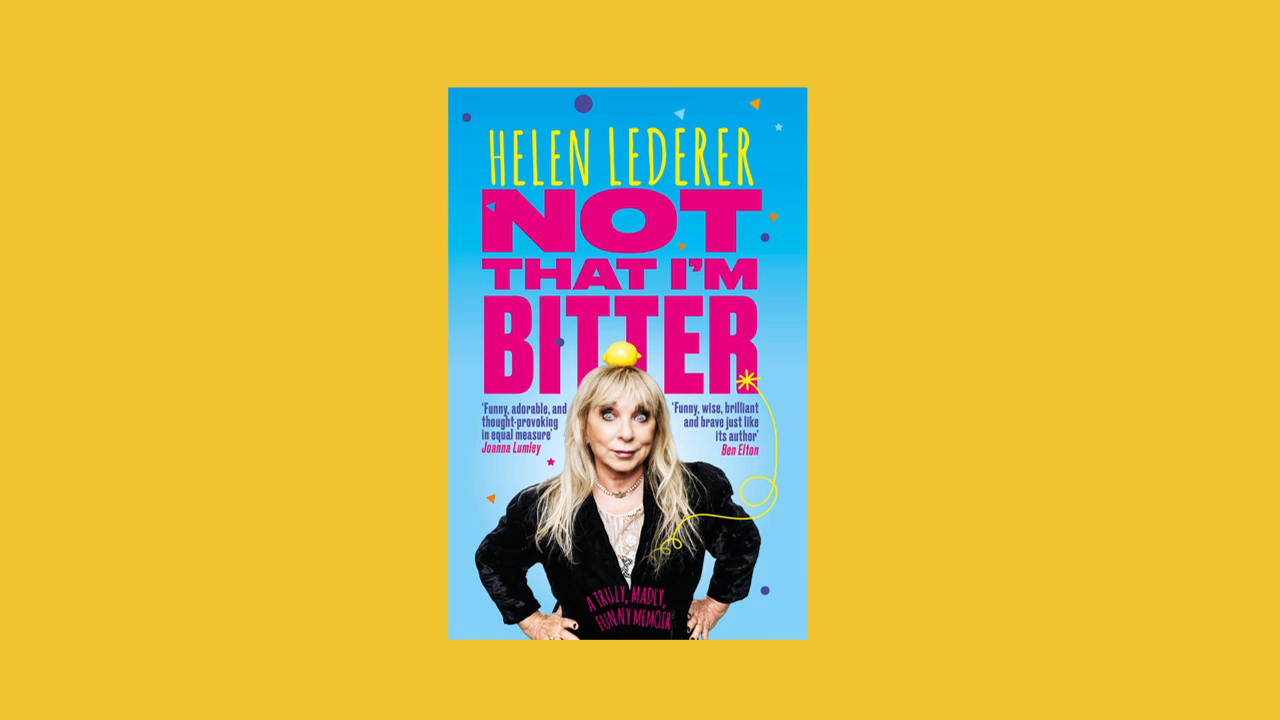 HELEN LEDERER
NOT
THAT I'M
BITTER
'Funny, adorable, and
thought-provoking
in equal measure'
Joanna Lumley
'Funny, wise, brilliant
and brave just like
its author'
Ben Elton
A TRULY, MADLY,
FUNNY MEMOIR